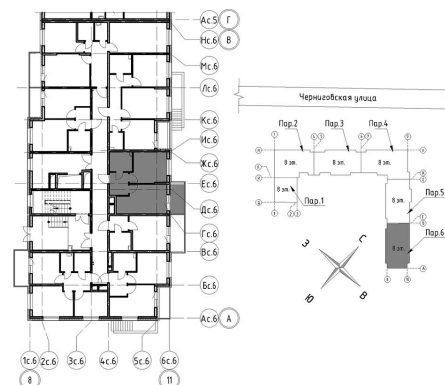 Ас.6 Г
Нс.6 В
Мс.6
Лс.6
Кс.6
Ис.6
Жс.6
Ес.6
Дс.6
Гс.6
Вс.6
Бс.6
Ас.6 А
1с.6 2с.6 3с.6 4с.6 5с.6 6с.6
8 11
Черниговская улица
Пар.2 Пар.3 Пар.4
8 эт. 8 эт. 8 эт.
8 эт. 8 эт.
Пар.1 Пар.5
Пар.6
8 эт.
З С
Ю В